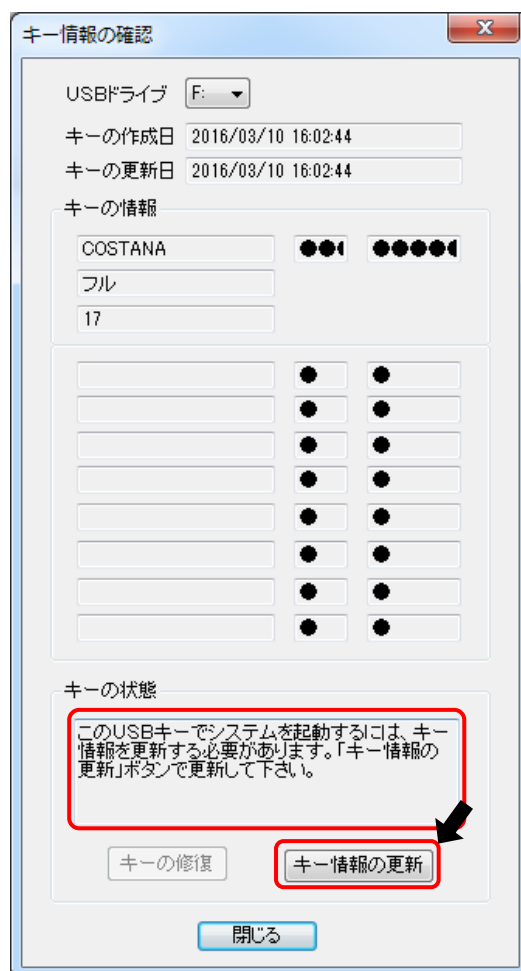 キー情報の確認
USBドライブ F:
キーの作成日 2016/03/10 16:02:44
キーの更新日 2016/03/10 16:02:44
キーの情報
COSTANA ●●● ●●●●●
フル
17
● ●
● ●
● ●
● ●
● ●
● ●
● ●
● ●
キーの状態
このUSBキーでシステムを起動するには、キー
情報を更新する必要があります。「キー情報の
更新」ボタンで更新して下さい。
キーの修復 キー情報の更新
閉じる